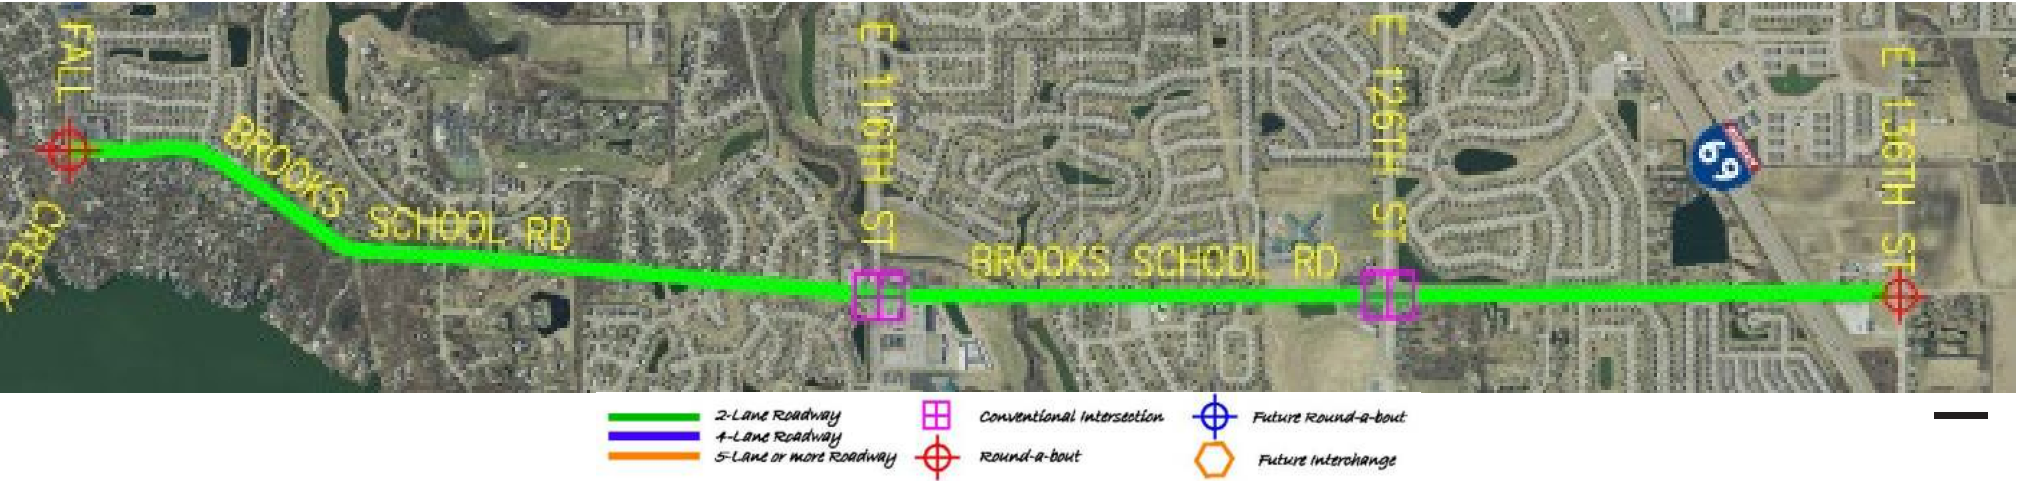 FALL
CREEK
BROOKS
SCHOOL RD
E 116TH ST
BROOKS SCHOOL RD
E 126TH ST
69
E 136TH ST
2-Lane Roadway
4-Lane Roadway
5-Lane or more Roadway
Conventional Intersection
Round-a-bout
Future Round-a-bout
Future Interchange